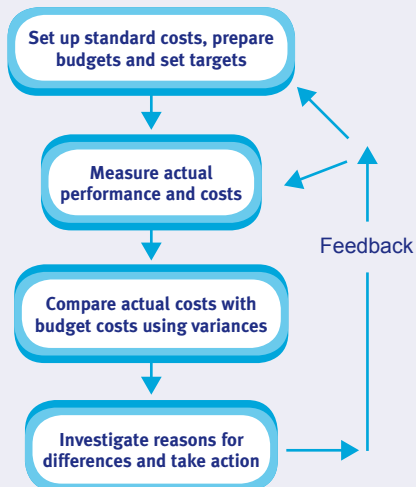 Set up standard costs, prepare
budgets and set targets
Measure actual
performance and costs
Feedback
Compare actual costs with
budget costs using variances
Investigate reasons for
differences and take action